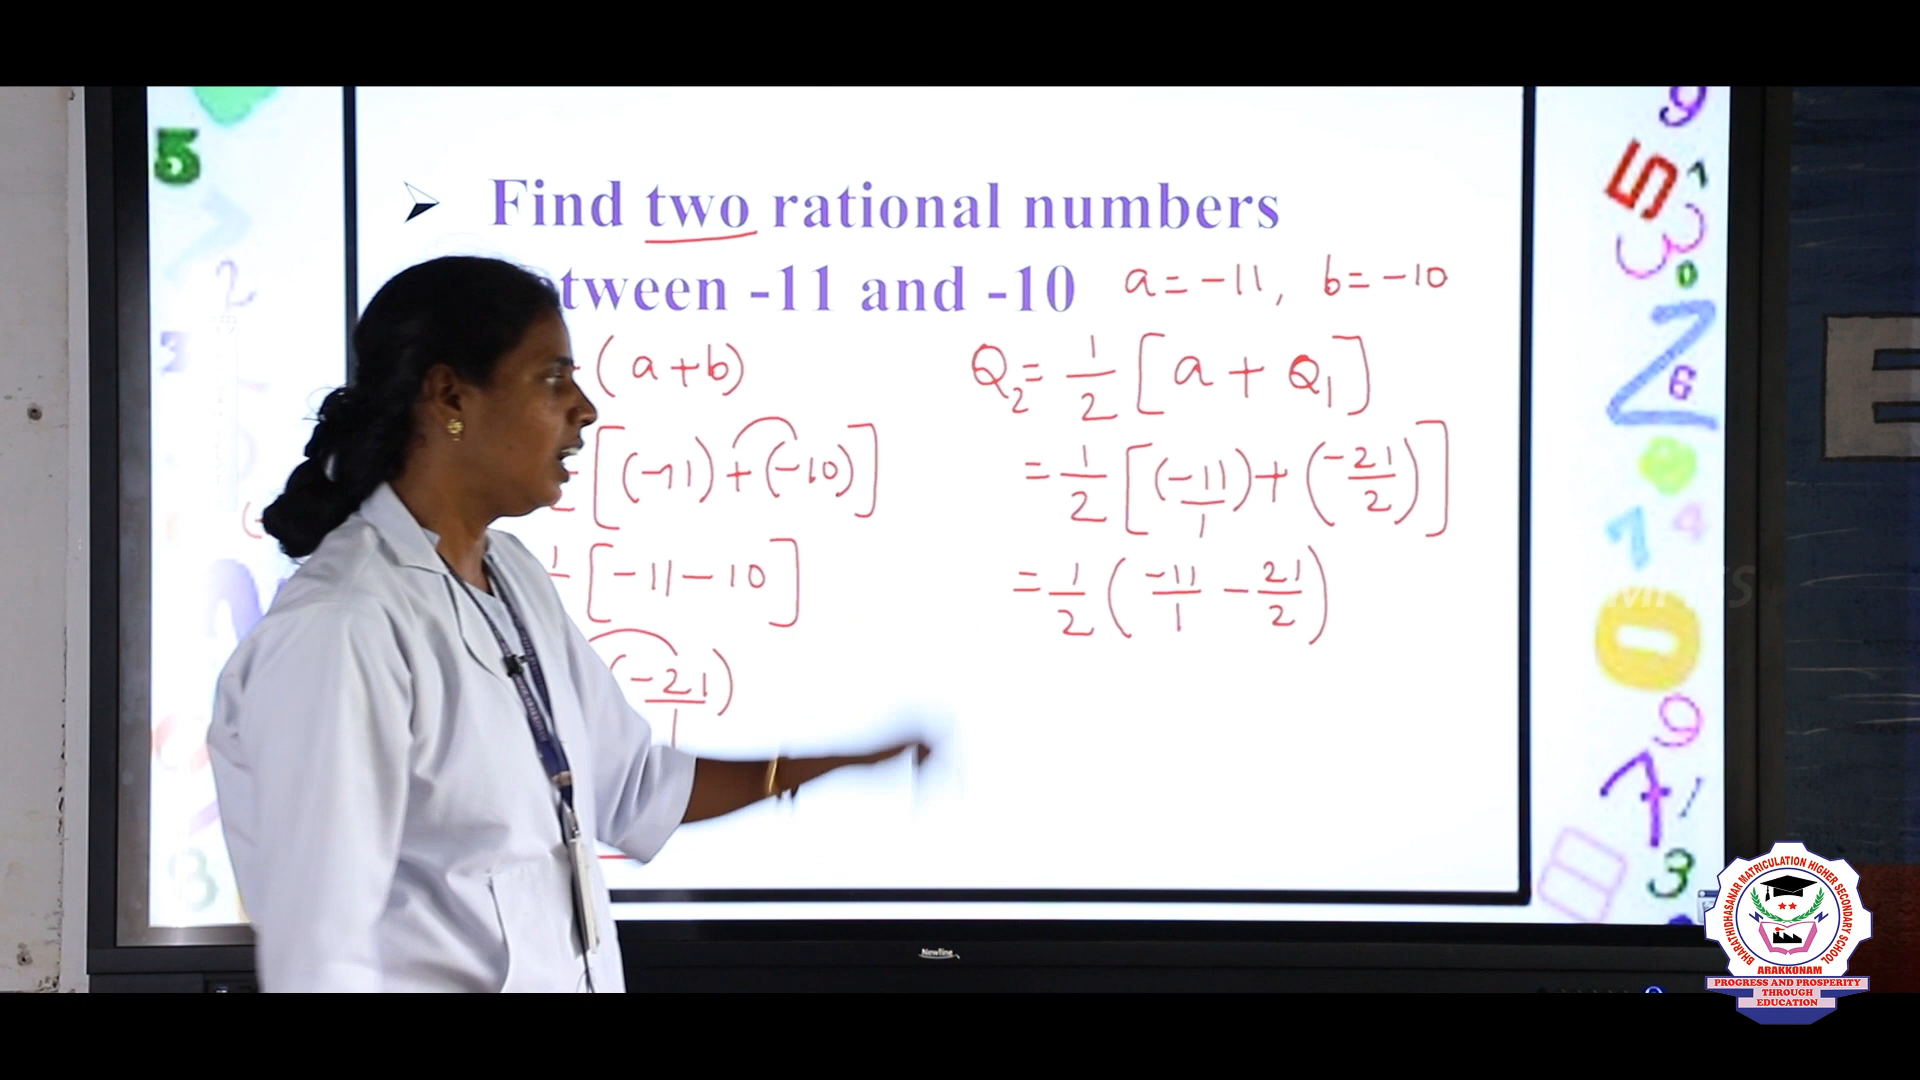 Find two rational numbers
tween -11 and -10 a = -11, b = -10
(a+b)
[(-11) + (-10)]
1/2 [-11 - 10]
(-21/1)
Q₂ = 1/2 [a + Q₁]
= 1/2 [(-11/1) + (-21/2)]
= 1/2 (-11/1 - 21/2)
Newline
BHARATHIDHASANAR MATRICULATION HIGHER SECONDARY SCHOOL
ARAKKONAM
PROGRESS AND PROSPERITY
THROUGH
EDUCATION